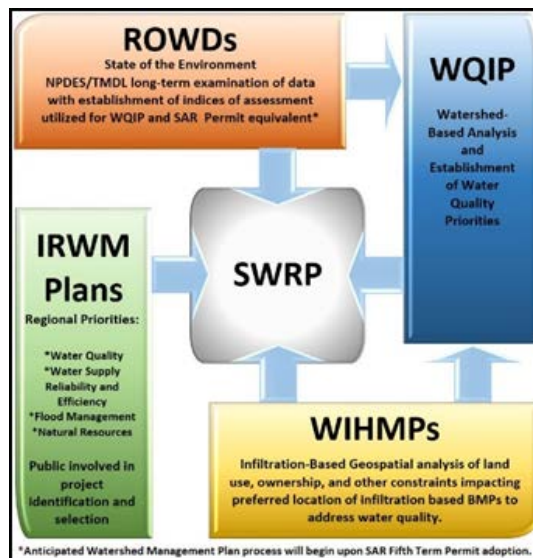 ROWDs
State of the Environment
NPDES/TMDL long-term examination of data
with establishment of indices of assessment
utilized for WQIP and SAR Permit equivalent*
WQIP
Watershed-
Based Analysis
and
Establishment
of Water
Quality
Priorities
IRWM
Plans
Regional Priorities:
*Water Quality
*Water Supply
Reliability and
Efficiency
*Flood Management
*Natural Resources
Public involved in
project
identification and
selection
SWRP
WIHMPs
Infiltration-Based Geospatial analysis of land
use, ownership, and other constraints impacting
preferred location of infiltration based BMPs to
address water quality.
*Anticipated Watershed Management Plan process will begin upon SAR Fifth Term Permit adoption.